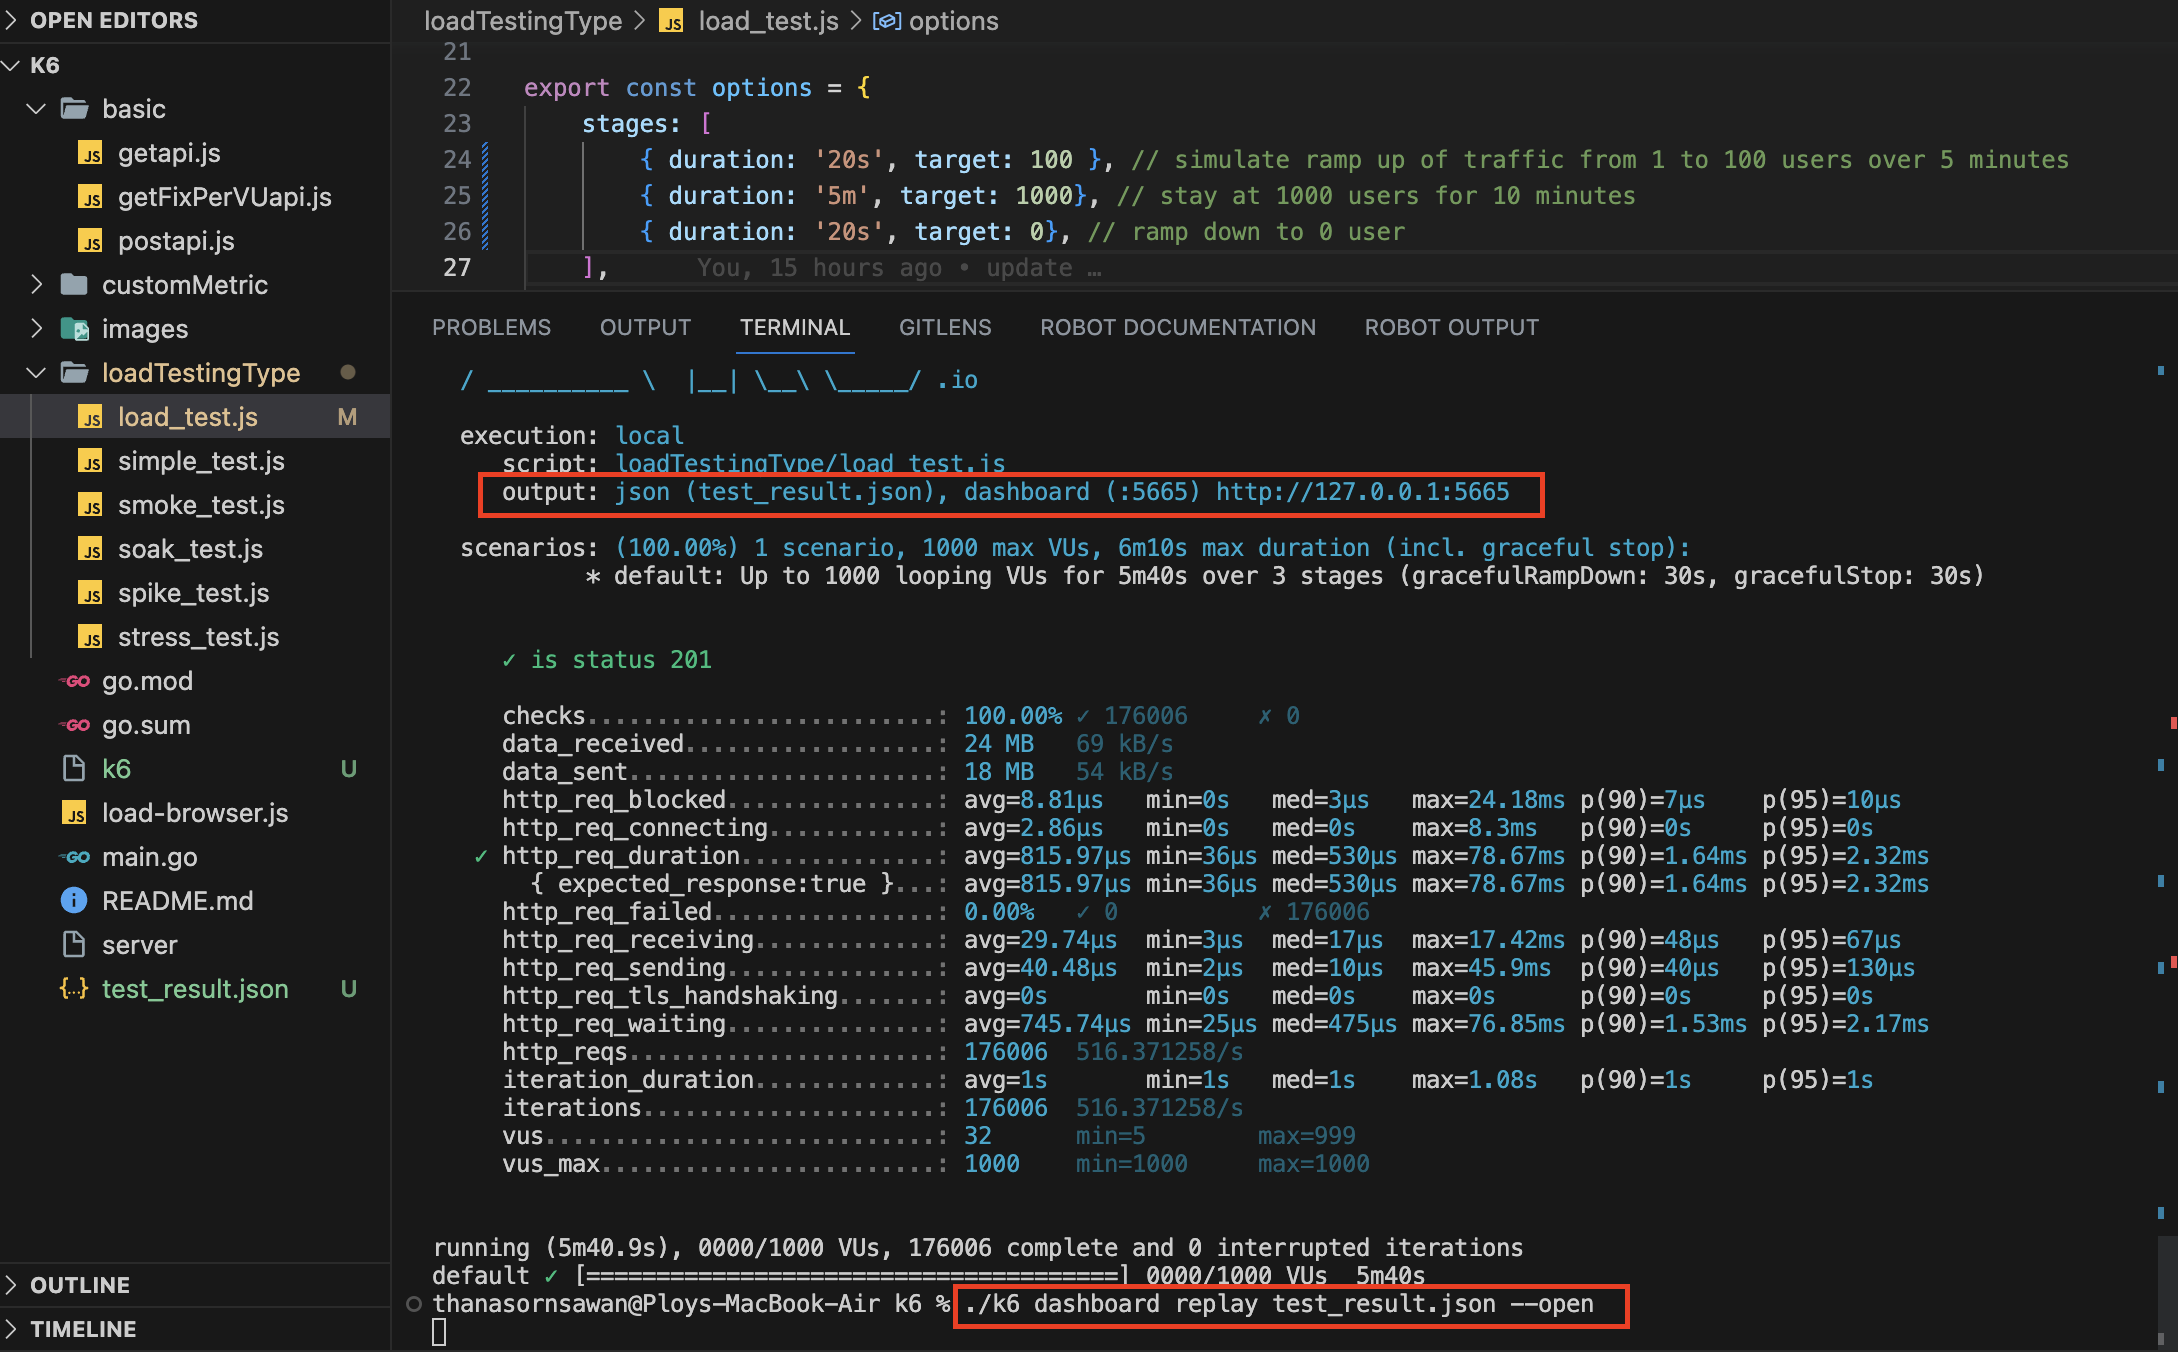 OPEN EDITORS
K6
basic
JS getapi.js
JS getFixPerVUapi.js
JS postapi.js
customMetric
images
loadTestingType
JS load_test.js M
JS simple_test.js
JS smoke_test.js
JS soak_test.js
JS spike_test.js
JS stress_test.js
GO go.mod
GO go.sum
k6 U
JS load-browser.js
GO main.go
README.md
server
{...} test_result.json U
OUTLINE
TIMELINE
loadTestingType > JS load_test.js > options
21
22 export const options = {
23 stages: [
24 { duration: '20s', target: 100 }, // simulate ramp up of traffic from 1 to 100 users over 5 minutes
25 { duration: '5m', target: 1000}, // stay at 1000 users for 10 minutes
26 { duration: '20s', target: 0}, // ramp down to 0 user
27 ], You, 15 hours ago • update …
PROBLEMS OUTPUT TERMINAL GITLENS ROBOT DOCUMENTATION ROBOT OUTPUT
/ __________ \  |__| \__\ \_____/ .io
execution: local
script: loadTestingType/load_test.js
output: json (test_result.json), dashboard (:5665) http://127.0.0.1:5665
scenarios: (100.00%) 1 scenario, 1000 max VUs, 6m10s max duration (incl. graceful stop):
* default: Up to 1000 looping VUs for 5m40s over 3 stages (gracefulRampDown: 30s, gracefulStop: 30s)
✓ is status 201
checks.........................: 100.00% ✓ 176006 ✗ 0
data_received..................: 24 MB 69 kB/s
data_sent......................: 18 MB 54 kB/s
http_req_blocked...............: avg=8.81µs min=0s med=3µs max=24.18ms p(90)=7µs p(95)=10µs
http_req_connecting............: avg=2.86µs min=0s med=0s max=8.3ms p(90)=0s p(95)=0s
✓ http_req_duration..............: avg=815.97µs min=36µs med=530µs max=78.67ms p(90)=1.64ms p(95)=2.32ms
{ expected_response:true }...: avg=815.97µs min=36µs med=530µs max=78.67ms p(90)=1.64ms p(95)=2.32ms
http_req_failed................: 0.00% ✓ 0 ✗ 176006
http_req_receiving.............: avg=29.74µs min=3µs med=17µs max=17.42ms p(90)=48µs p(95)=67µs
http_req_sending...............: avg=40.48µs min=2µs med=10µs max=45.9ms p(90)=40µs p(95)=130µs
http_req_tls_handshaking.......: avg=0s min=0s med=0s max=0s p(90)=0s p(95)=0s
http_req_waiting...............: avg=745.74µs min=25µs med=475µs max=76.85ms p(90)=1.53ms p(95)=2.17ms
http_reqs......................: 176006 516.371258/s
iteration_duration.............: avg=1s min=1s med=1s max=1.08s p(90)=1s p(95)=1s
iterations.....................: 176006 516.371258/s
vus............................: 32 min=5 max=999
vus_max........................: 1000 min=1000 max=1000
running (5m40.9s), 0000/1000 VUs, 176006 complete and 0 interrupted iterations
default ✓ [======================================] 0000/1000 VUs 5m40s
thanasornsawan@Ploys-MacBook-Air k6 % ./k6 dashboard replay test_result.json --open